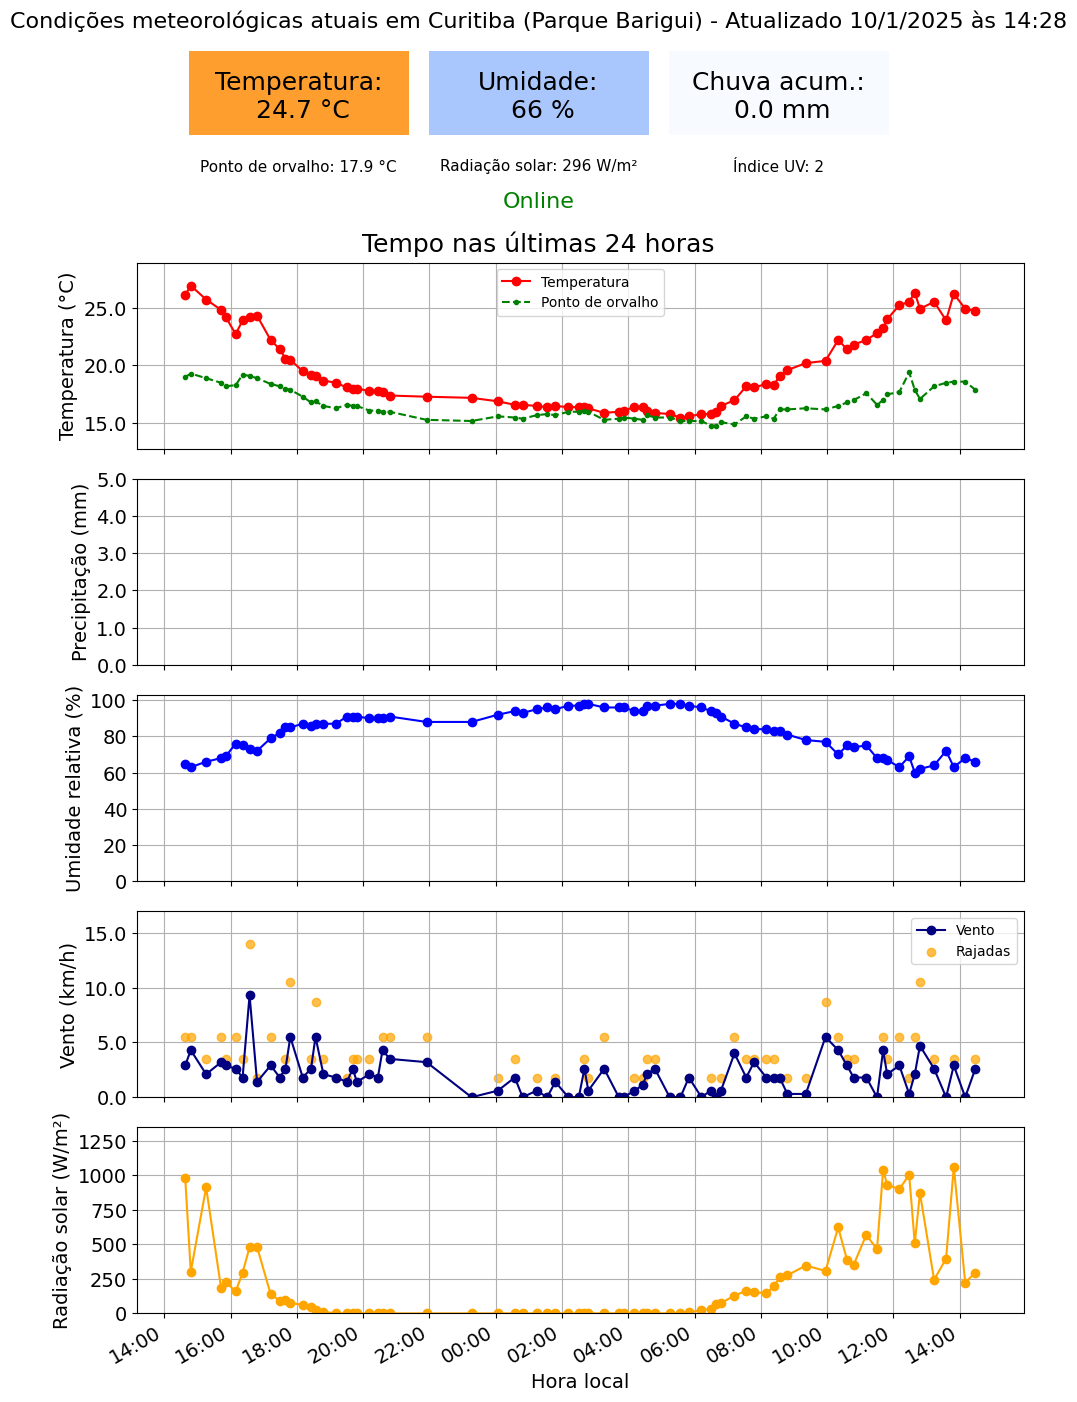 Condições meteorológicas atuais em Curitiba (Parque Barigui) - Atualizado 10/1/2025 às 14:28
Temperatura:
24.7 °C
Umidade:
66 %
Chuva acum.:
0.0 mm
Ponto de orvalho: 17.9 °C
Radiação solar: 296 W/m²
Índice UV: 2
Online
Tempo nas últimas 24 horas
Temperatura (°C)
25.0
20.0
15.0
Temperatura
Ponto de orvalho
Precipitação (mm)
5.0
4.0
3.0
2.0
1.0
0.0
Umidade relativa (%)
100
80
60
40
20
0
Vento (km/h)
15.0
10.0
5.0
0.0
Vento
Rajadas
Radiação solar (W/m²)
1250
1000
750
500
250
0
14:00
16:00
18:00
20:00
22:00
00:00
02:00
04:00
06:00
08:00
10:00
12:00
14:00
Hora local